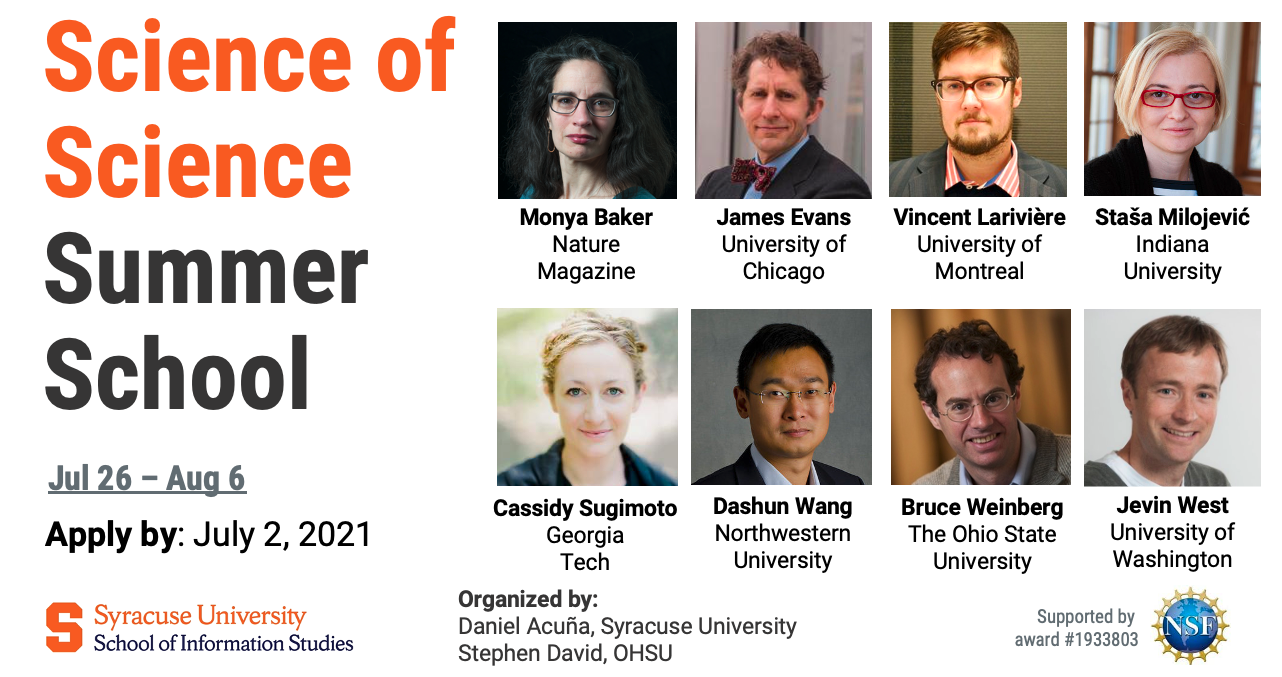 Science of
Science
Summer
School
Jul 26 – Aug 6
Apply by: July 2, 2021
S Syracuse University
School of Information Studies
Monya Baker
Nature
Magazine
James Evans
University of
Chicago
Vincent Larivière
University of
Montreal
Staša Milojević
Indiana
University
Cassidy Sugimoto
Georgia
Tech
Dashun Wang
Northwestern
University
Bruce Weinberg
The Ohio State
University
Jevin West
University of
Washington
Organized by:
Daniel Acuña, Syracuse University
Stephen David, OHSU
Supported by
award #1933803
NSF